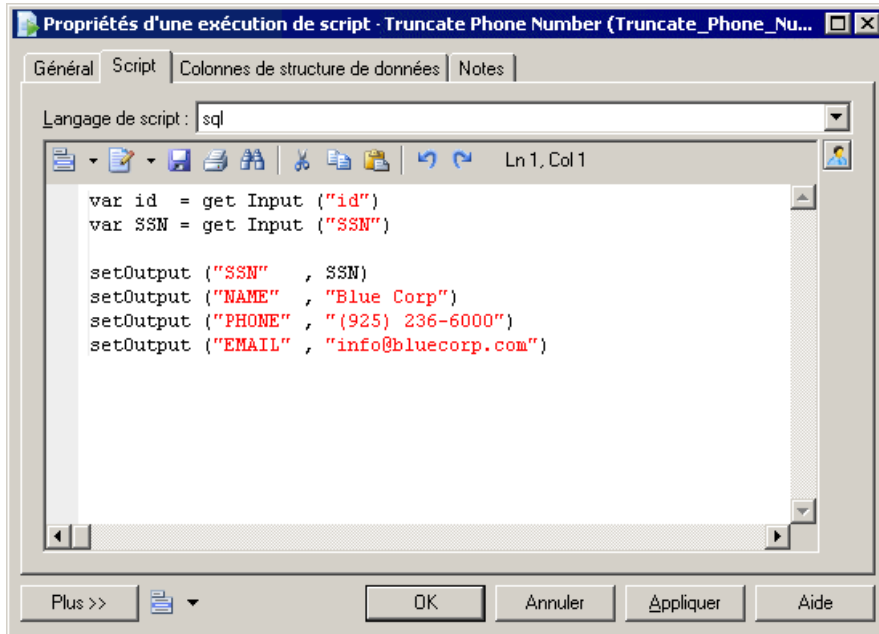 Propriétés d'une exécution de script - Truncate Phone Number (Truncate_Phone_Nu...
Général Script Colonnes de structure de données Notes
Langage de script : sql
Ln 1, Col 1
var id = get Input ("id")
var SSN = get Input ("SSN")
setOutput ("SSN" , SSN)
setOutput ("NAME" , "Blue Corp")
setOutput ("PHONE" , "(925) 236-6000")
setOutput ("EMAIL" , "info@bluecorp.com")
Plus >> OK Annuler Appliquer Aide